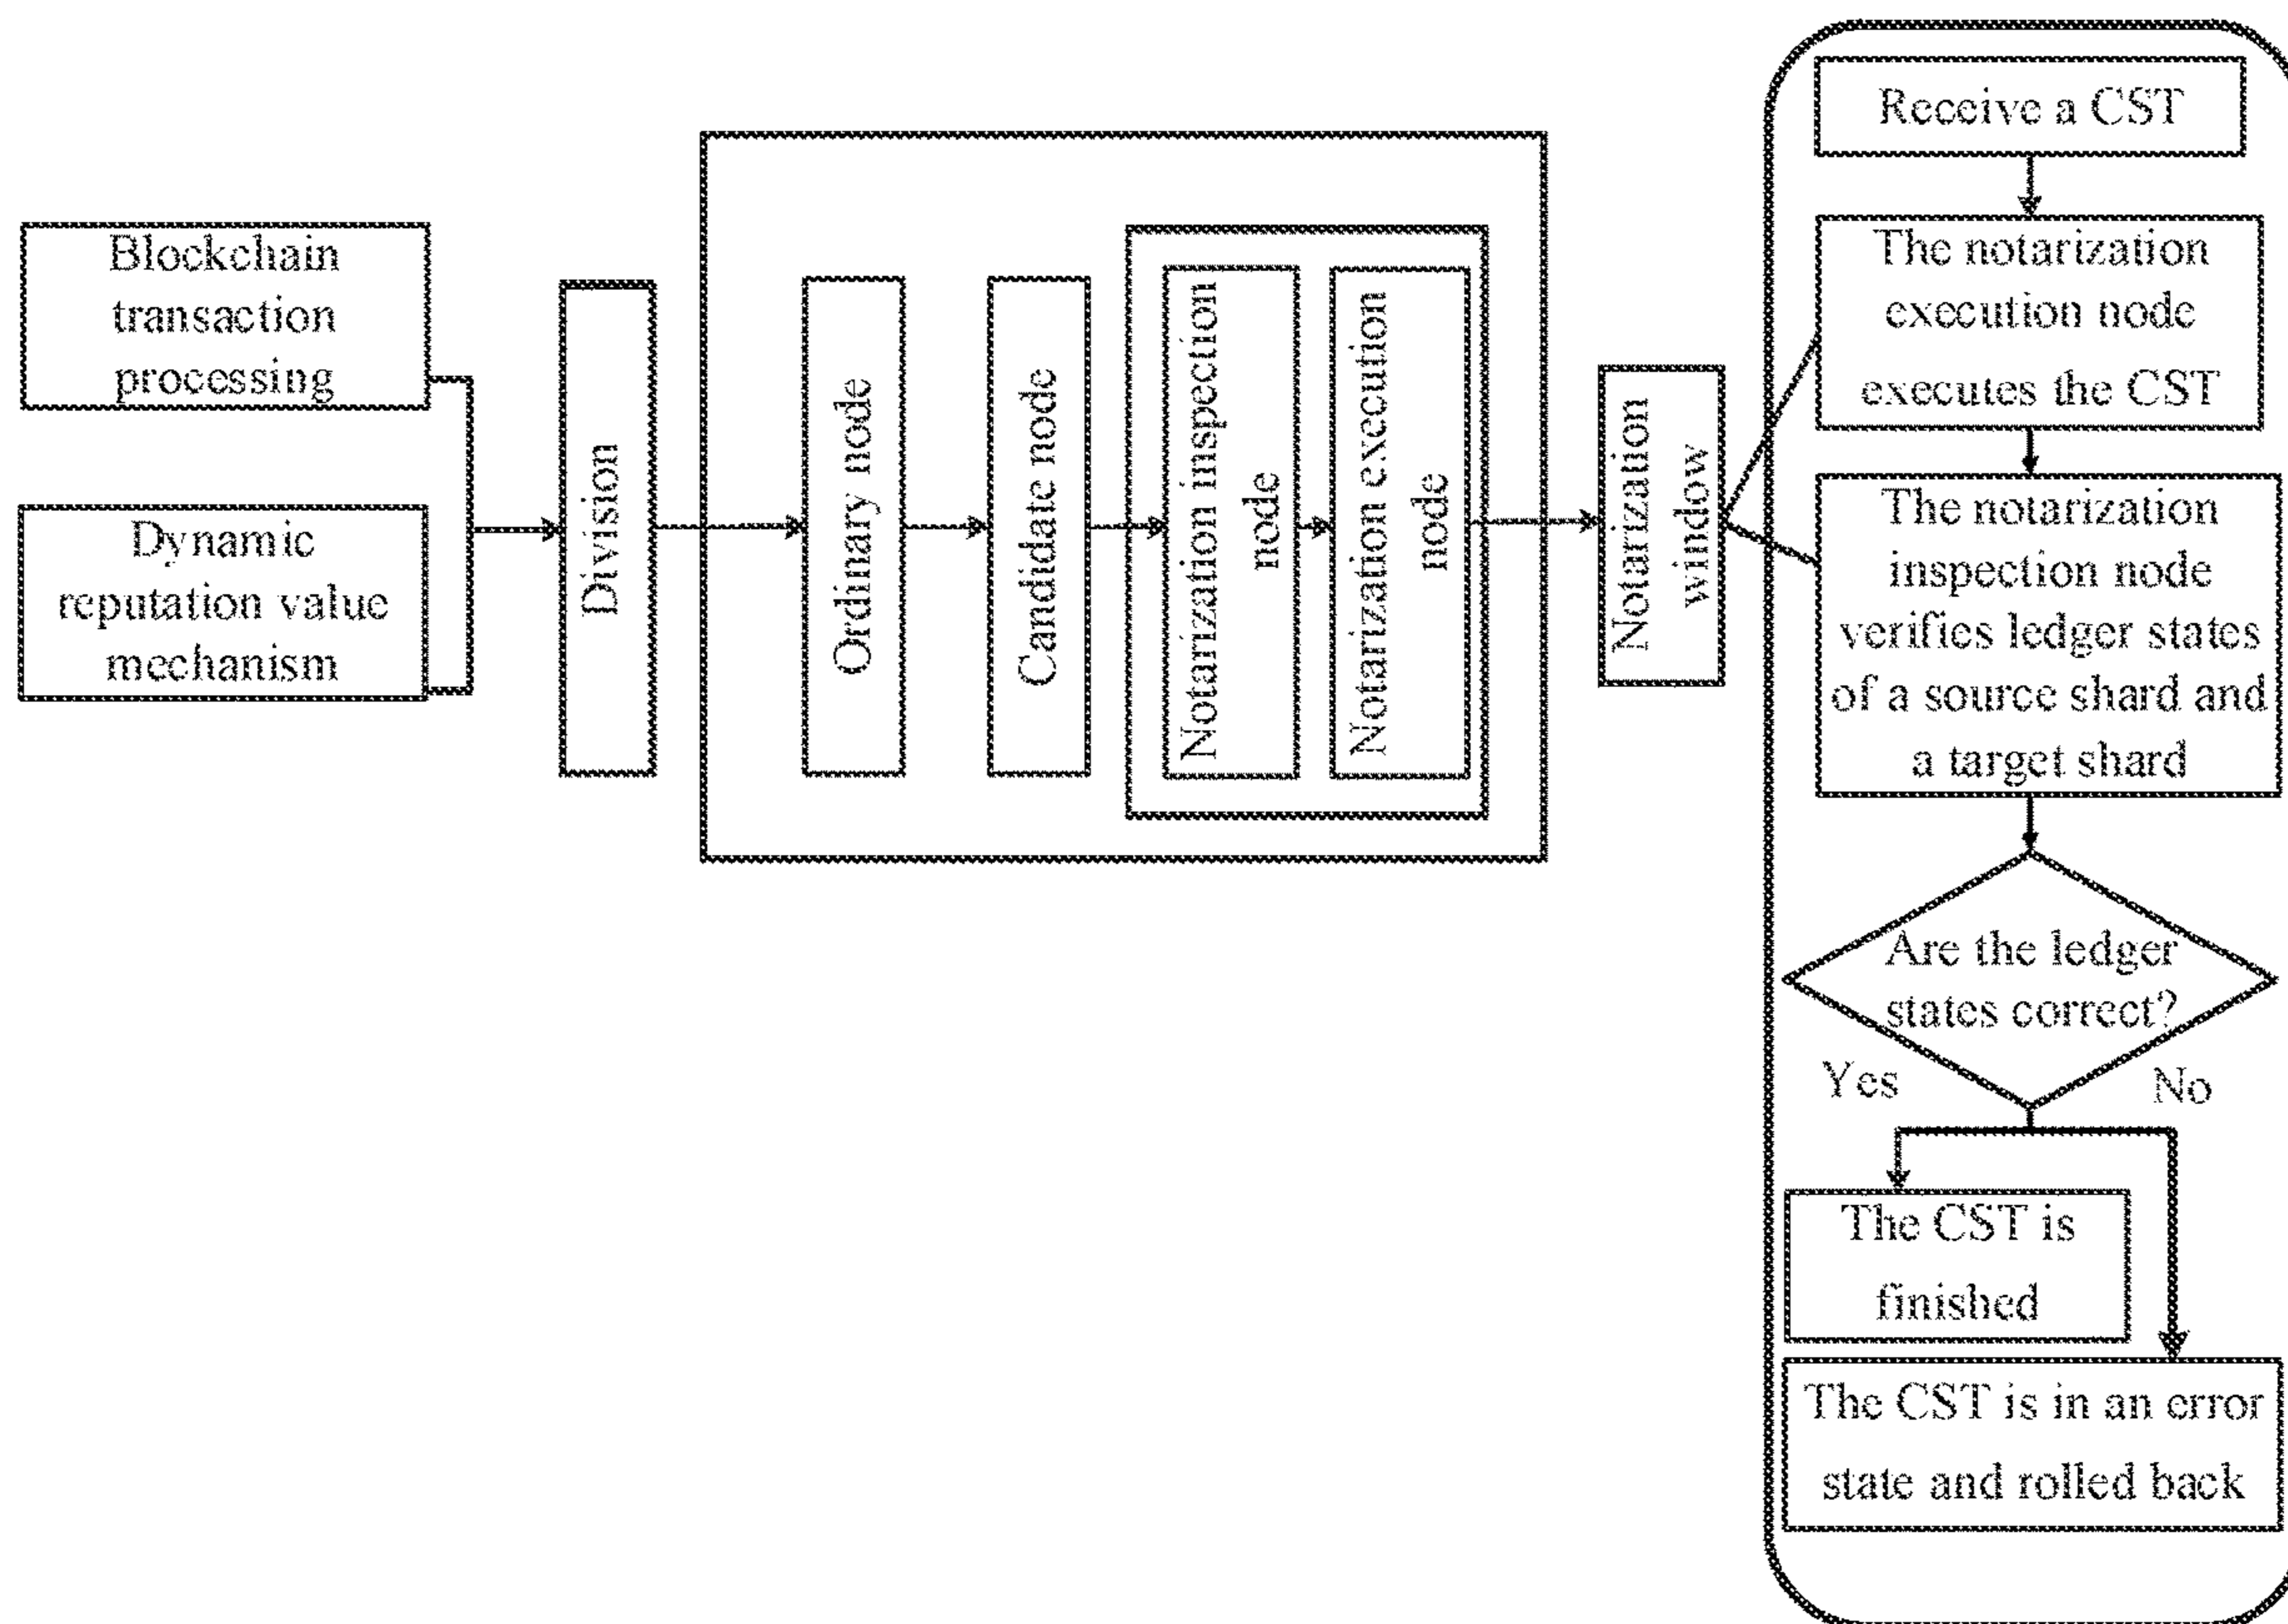 Blockchain
transaction
processing
Dynamic
reputation value
mechanism
Division
Ordinary node
Candidate node
Notarization inspection
node
Notarization execution
node
Notarization
window
Receive a CST
The notarization
execution node
executes the CST
The notarization
inspection node
verifies ledger states
of a source shard and
a target shard
Are the ledger
states correct?
Yes
No
The CST is
finished
The CST is in an error
state and rolled back